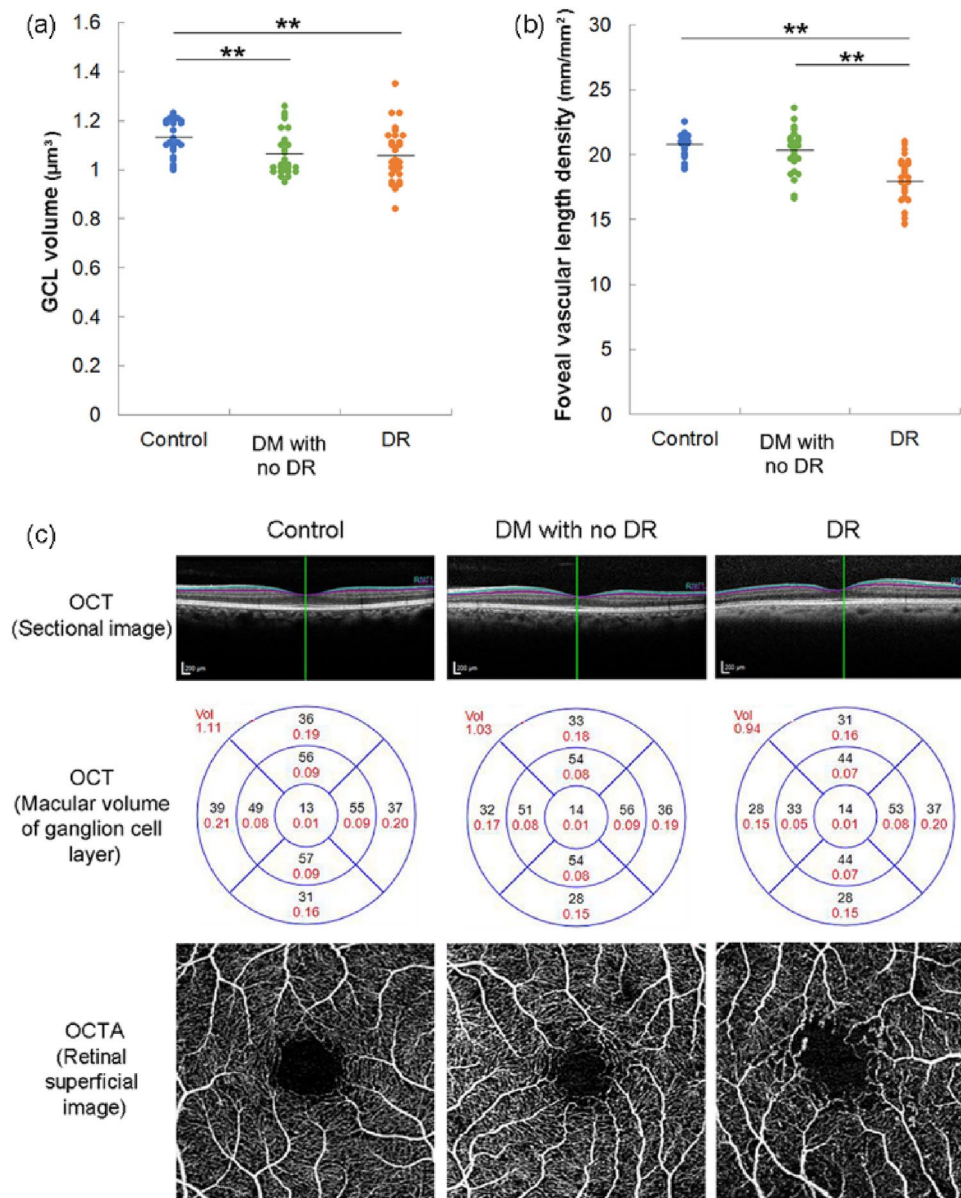 (a)
GCL volume (μm³)
1.6
1.4
1.2
1
0.8
0.6
0.4
0.2
0
**
**
Control
DM with
no DR
DR
(b)
Foveal vascular length density (mm/mm²)
30
25
20
15
10
5
0
**
**
Control
DM with
no DR
DR
(c)
Control
DM with no DR
DR
OCT
(Sectional image)
200 μm
200 μm
200 μm
OCT
(Macular volume
of ganglion cell
layer)
Vol
1.11
36
0.19
56
0.09
39
0.21
49
0.08
13
0.01
55
0.09
37
0.20
57
0.09
31
0.16
Vol
1.03
33
0.18
54
0.08
32
0.17
51
0.08
14
0.01
56
0.09
36
0.19
54
0.08
28
0.15
Vol
0.94
31
0.16
44
0.07
28
0.15
33
0.05
14
0.01
53
0.08
37
0.20
44
0.07
28
0.15
OCTA
(Retinal
superficial
image)